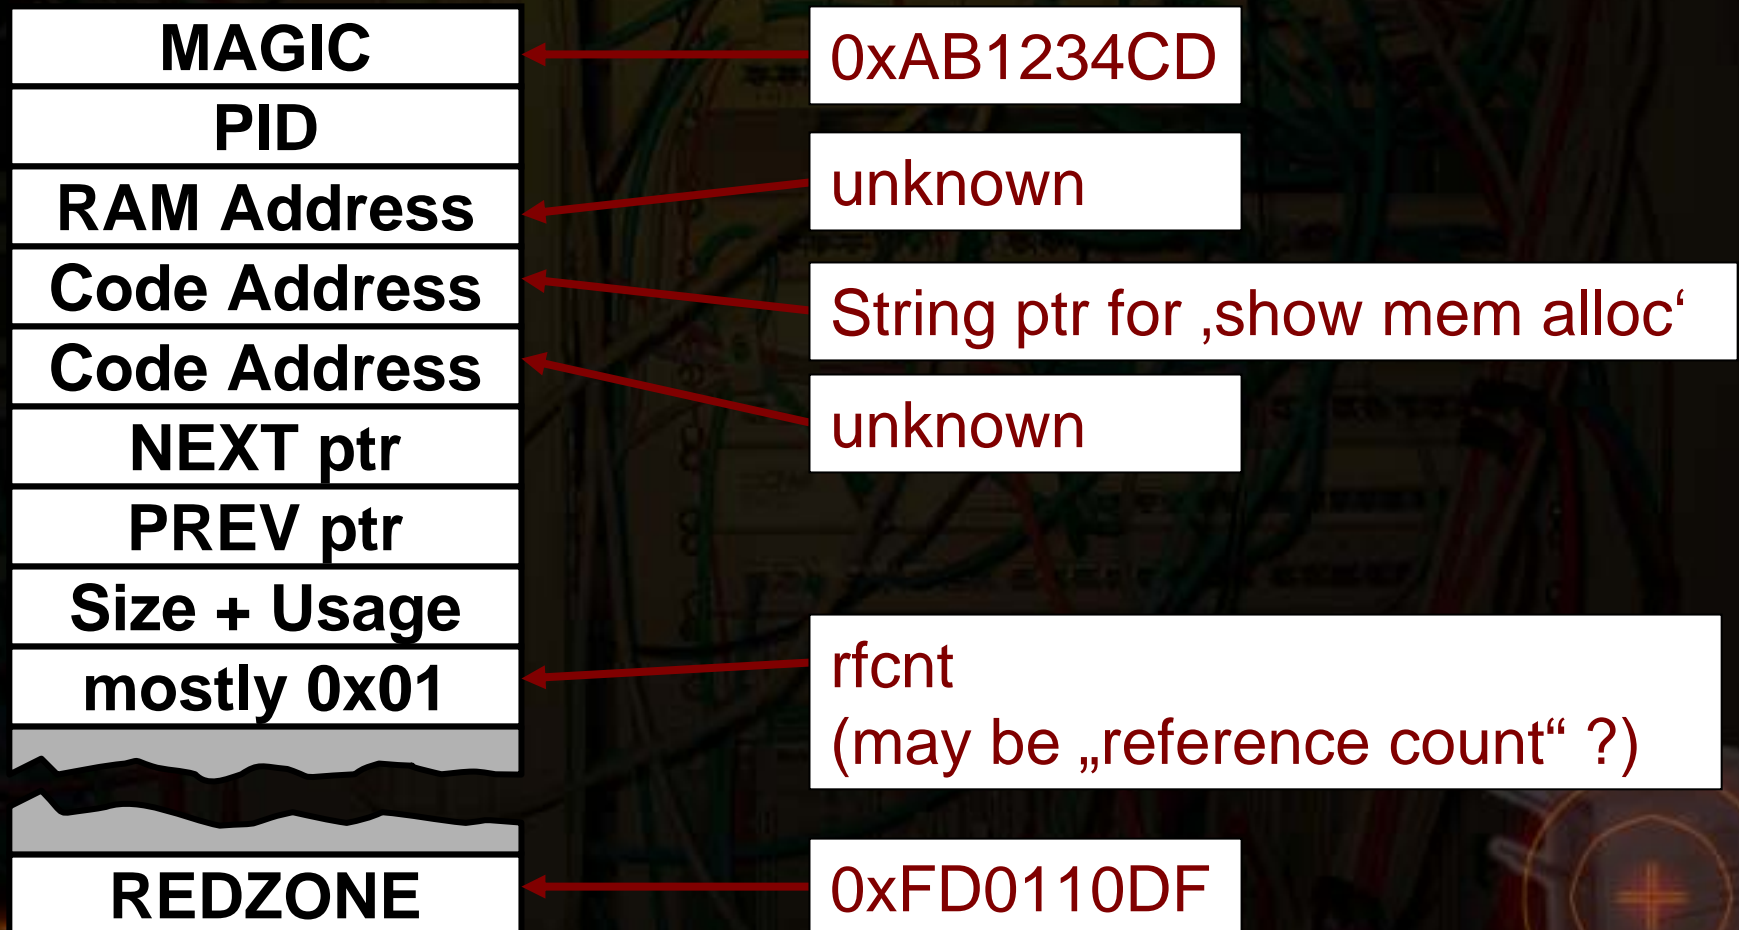 MAGIC
0xAB1234CD
PID
unknown
RAM Address
Code Address
String ptr for ‚show mem alloc‘
Code Address
unknown
NEXT ptr
PREV ptr
Size + Usage
mostly 0x01
rfcnt
(may be „reference count“ ?)
REDZONE
0xFD0110DF